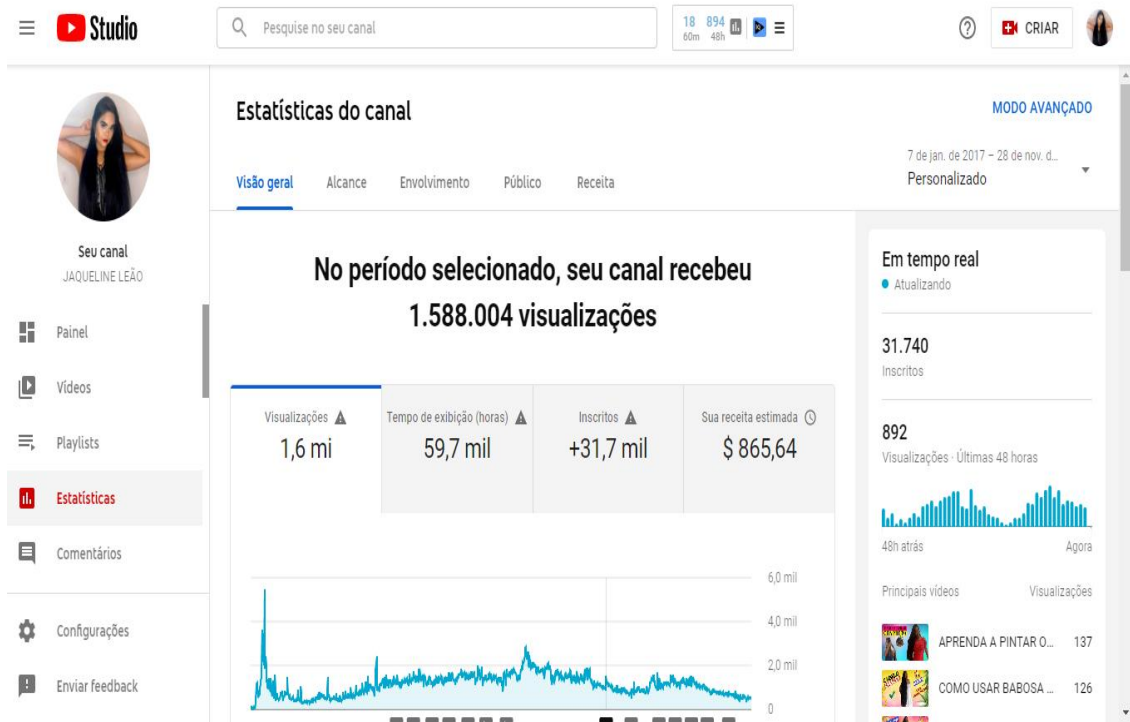 Studio
Pesquise no seu canal
18 894
60m 48h
CRIAR
Seu canal
JAQUELINE LEÃO
Painel
Vídeos
Playlists
Estatísticas
Comentários
Configurações
Enviar feedback
Estatísticas do canal
MODO AVANÇADO
Visão geral Alcance Envolvimento Público Receita
7 de jan. de 2017 – 28 de nov. d...
Personalizado
No período selecionado, seu canal recebeu
1.588.004 visualizações
Visualizações Tempo de exibição (horas) Inscritos Sua receita estimada
1,6 mi 59,7 mil +31,7 mil $ 865,64
6,0 mil
4,0 mil
2,0 mil
0
Em tempo real
Atualizando
31.740
Inscritos
892
Visualizações · Últimas 48 horas
48h atrás Agora
Principais vídeos Visualizações
APRENDA A PINTAR O... 137
COMO USAR BABOSA ... 126